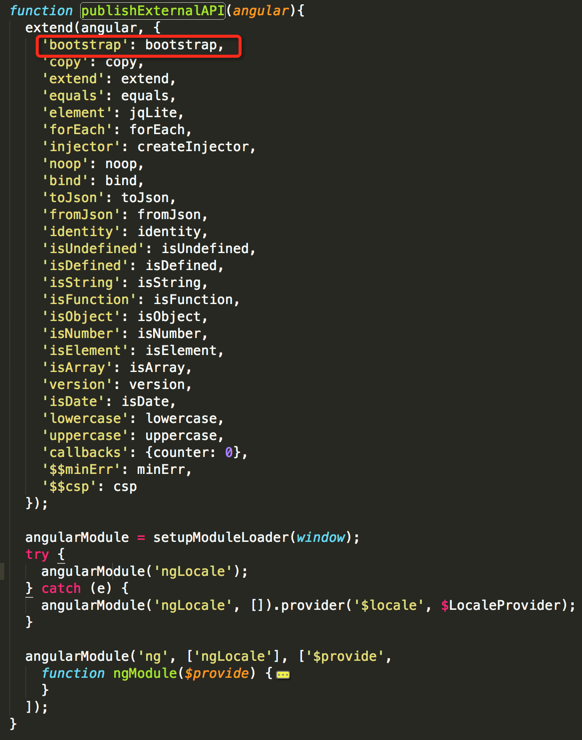 function publishExternalAPI(angular){
  extend(angular, {
    'bootstrap': bootstrap,
    'copy': copy,
    'extend': extend,
    'equals': equals,
    'element': jqLite,
    'forEach': forEach,
    'injector': createInjector,
    'noop': noop,
    'bind': bind,
    'toJson': toJson,
    'fromJson': fromJson,
    'identity': identity,
    'isUndefined': isUndefined,
    'isDefined': isDefined,
    'isString': isString,
    'isFunction': isFunction,
    'isObject': isObject,
    'isNumber': isNumber,
    'isElement': isElement,
    'isArray': isArray,
    'version': version,
    'isDate': isDate,
    'lowercase': lowercase,
    'uppercase': uppercase,
    'callbacks': {counter: 0},
    '$$minErr': minErr,
    '$$csp': csp
  });
  angularModule = setupModuleLoader(window);
  try {
    angularModule('ngLocale');
  } catch (e) {
    angularModule('ngLocale', []).provider('$locale', $LocaleProvider);
  }
  angularModule('ng', ['ngLocale'], ['$provide',
    function ngModule($provide) {
    }
  ]);
}